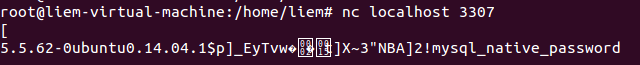 root@liem-virtual-machine:/home/liem# nc localhost 3307
[
5.5.62-0ubuntu0.14.04.1$p]_EyTvw�]X~3"NBA]2!mysql_native_password